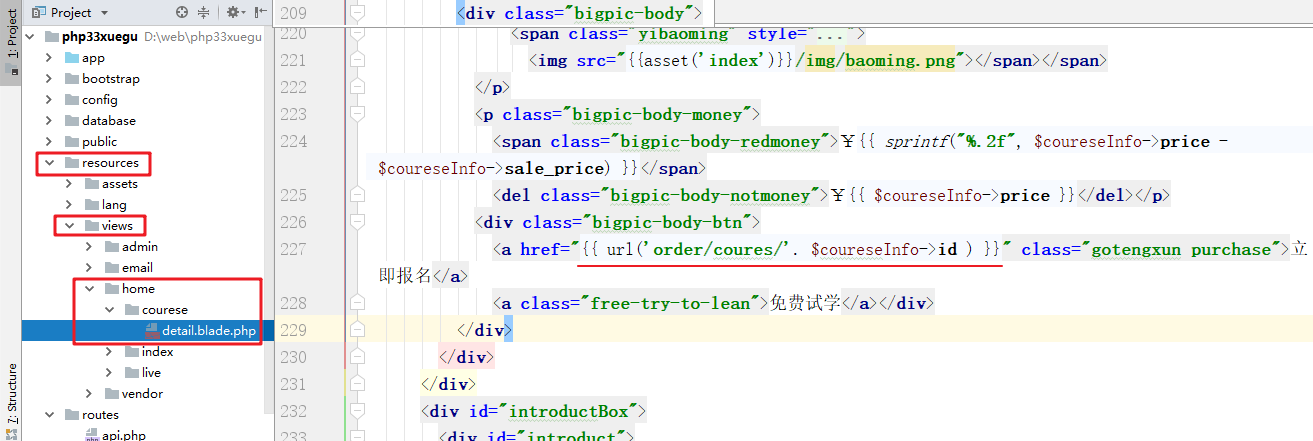 1: Project
7: Structure
Project
php33xuegu D:\web\php33xuegu
app
bootstrap
config
database
public
resources
assets
lang
views
admin
email
home
courese
detail.blade.php
index
live
vendor
routes
api.php
209 <div class="bigpic-body">
220 <span class="yibaoming" style="...">
221 <img src="{{asset('index')}}/img/baoming.png"></span></span>
222 </p>
223 <p class="bigpic-body-money">
224 <span class="bigpic-body-redmoney">￥{{ sprintf("%.2f", $coureseInfo->price -
$coureseInfo->sale_price) }}</span>
225 <del class="bigpic-body-notmoney">￥{{ $coureseInfo->price }}</del></p>
226 <div class="bigpic-body-btn">
227 <a href="{{ url('order/coures/'. $coureseInfo->id ) }}" class="gotengxun purchase">立
即报名</a>
228 <a class="free-try-to-lean">免费试学</a></div>
229 </div>
230 </div>
231 </div>
232 <div id="introductBox">
233 <div id="introduct">